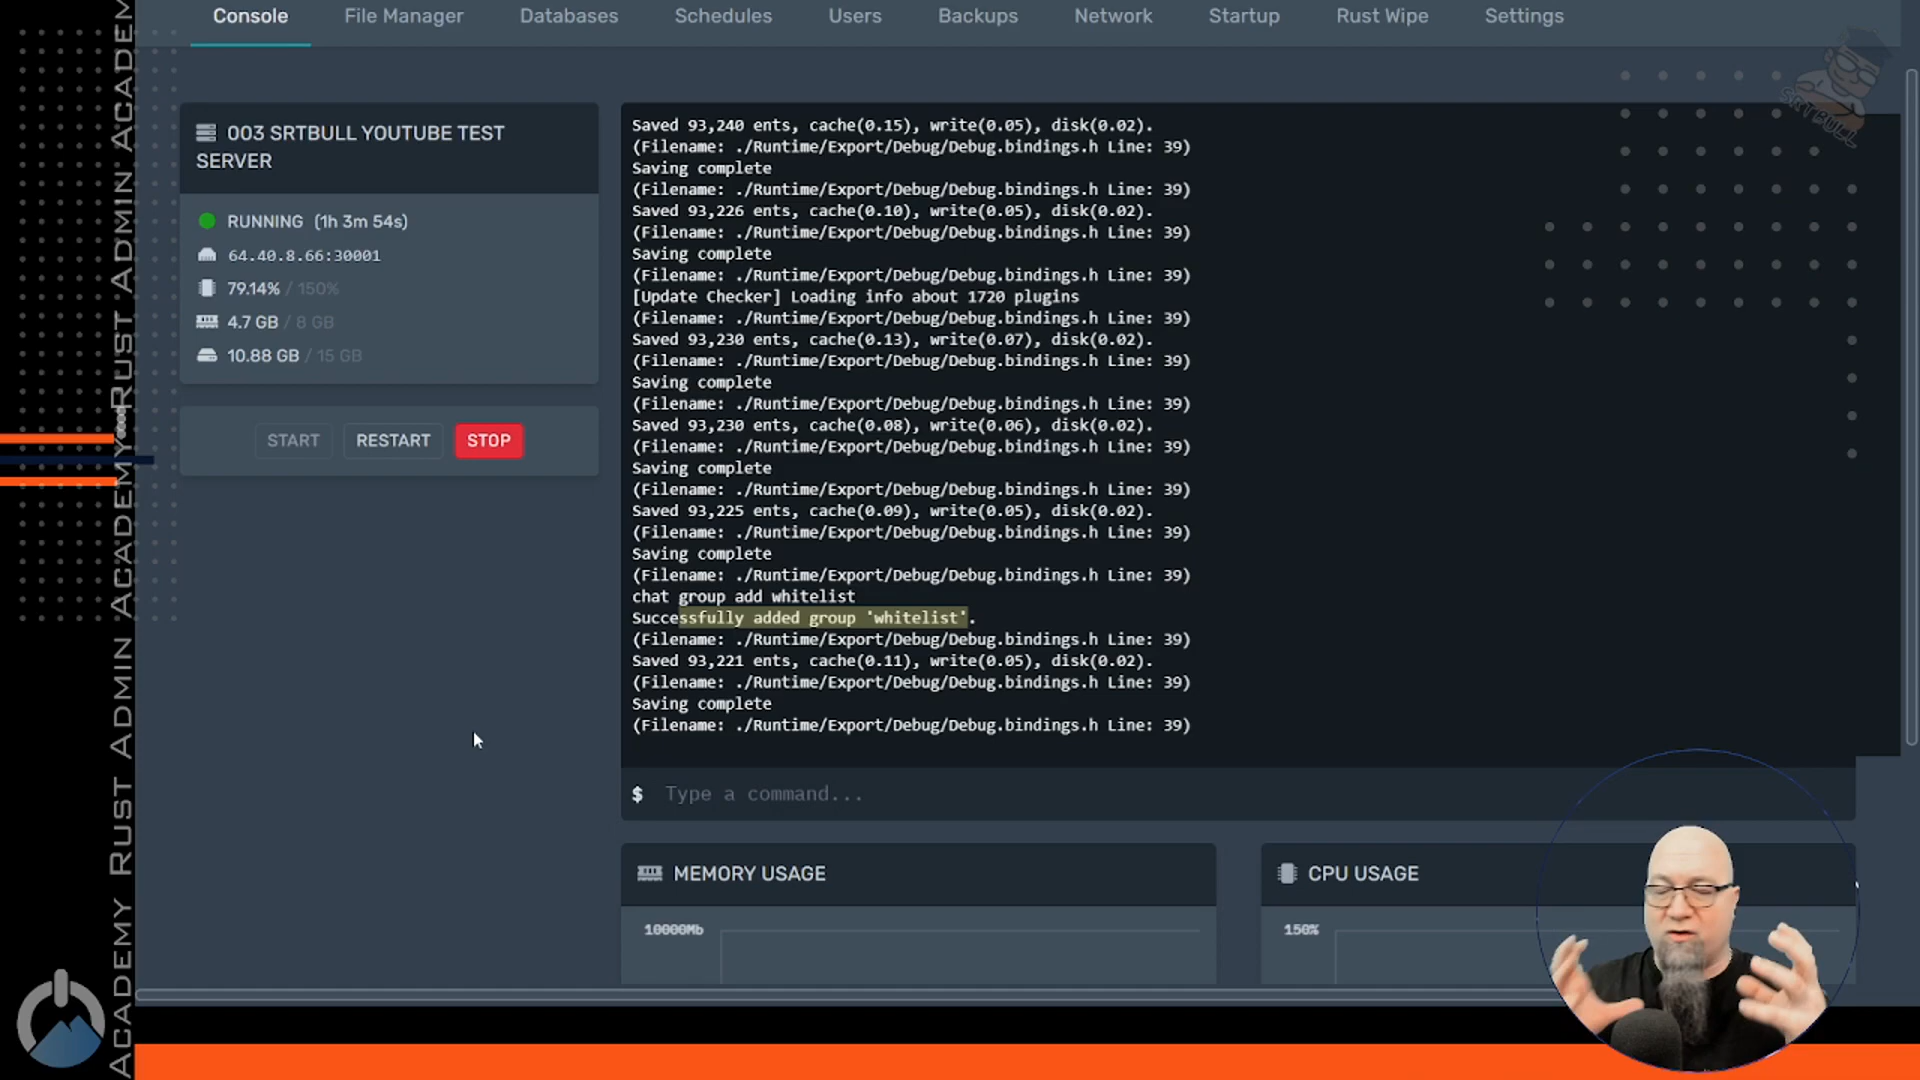 Console
File Manager
Databases
Schedules
Users
Backups
Network
Startup
Rust Wipe
Settings
003 SRTBULL YOUTUBE TEST
SERVER
RUNNING (1h 3m 54s)
64.40.8.66:30001
79.14% / 150%
4.7 GB / 8 GB
10.88 GB / 15 GB
START
RESTART
STOP
Saved 93,240 ents, cache(0.15), write(0.05), disk(0.02).
(Filename: ./Runtime/Export/Debug/Debug.bindings.h Line: 39)
Saving complete
(Filename: ./Runtime/Export/Debug/Debug.bindings.h Line: 39)
Saved 93,226 ents, cache(0.10), write(0.05), disk(0.02).
(Filename: ./Runtime/Export/Debug/Debug.bindings.h Line: 39)
Saving complete
(Filename: ./Runtime/Export/Debug/Debug.bindings.h Line: 39)
[Update Checker] Loading info about 1720 plugins
(Filename: ./Runtime/Export/Debug/Debug.bindings.h Line: 39)
Saved 93,230 ents, cache(0.13), write(0.07), disk(0.02).
(Filename: ./Runtime/Export/Debug/Debug.bindings.h Line: 39)
Saving complete
(Filename: ./Runtime/Export/Debug/Debug.bindings.h Line: 39)
Saved 93,230 ents, cache(0.08), write(0.06), disk(0.02).
(Filename: ./Runtime/Export/Debug/Debug.bindings.h Line: 39)
Saving complete
(Filename: ./Runtime/Export/Debug/Debug.bindings.h Line: 39)
Saved 93,225 ents, cache(0.09), write(0.05), disk(0.02).
(Filename: ./Runtime/Export/Debug/Debug.bindings.h Line: 39)
Saving complete
(Filename: ./Runtime/Export/Debug/Debug.bindings.h Line: 39)
chat group add whitelist
Successfully added group 'whitelist'.
(Filename: ./Runtime/Export/Debug/Debug.bindings.h Line: 39)
Saved 93,221 ents, cache(0.11), write(0.05), disk(0.02).
(Filename: ./Runtime/Export/Debug/Debug.bindings.h Line: 39)
Saving complete
(Filename: ./Runtime/Export/Debug/Debug.bindings.h Line: 39)
$ Type a command...
MEMORY USAGE
10000Mb
CPU USAGE
150%
ACADEMY RUST ADMIN ACADEMY RUST ADMIN ACADEM
SRTBULL